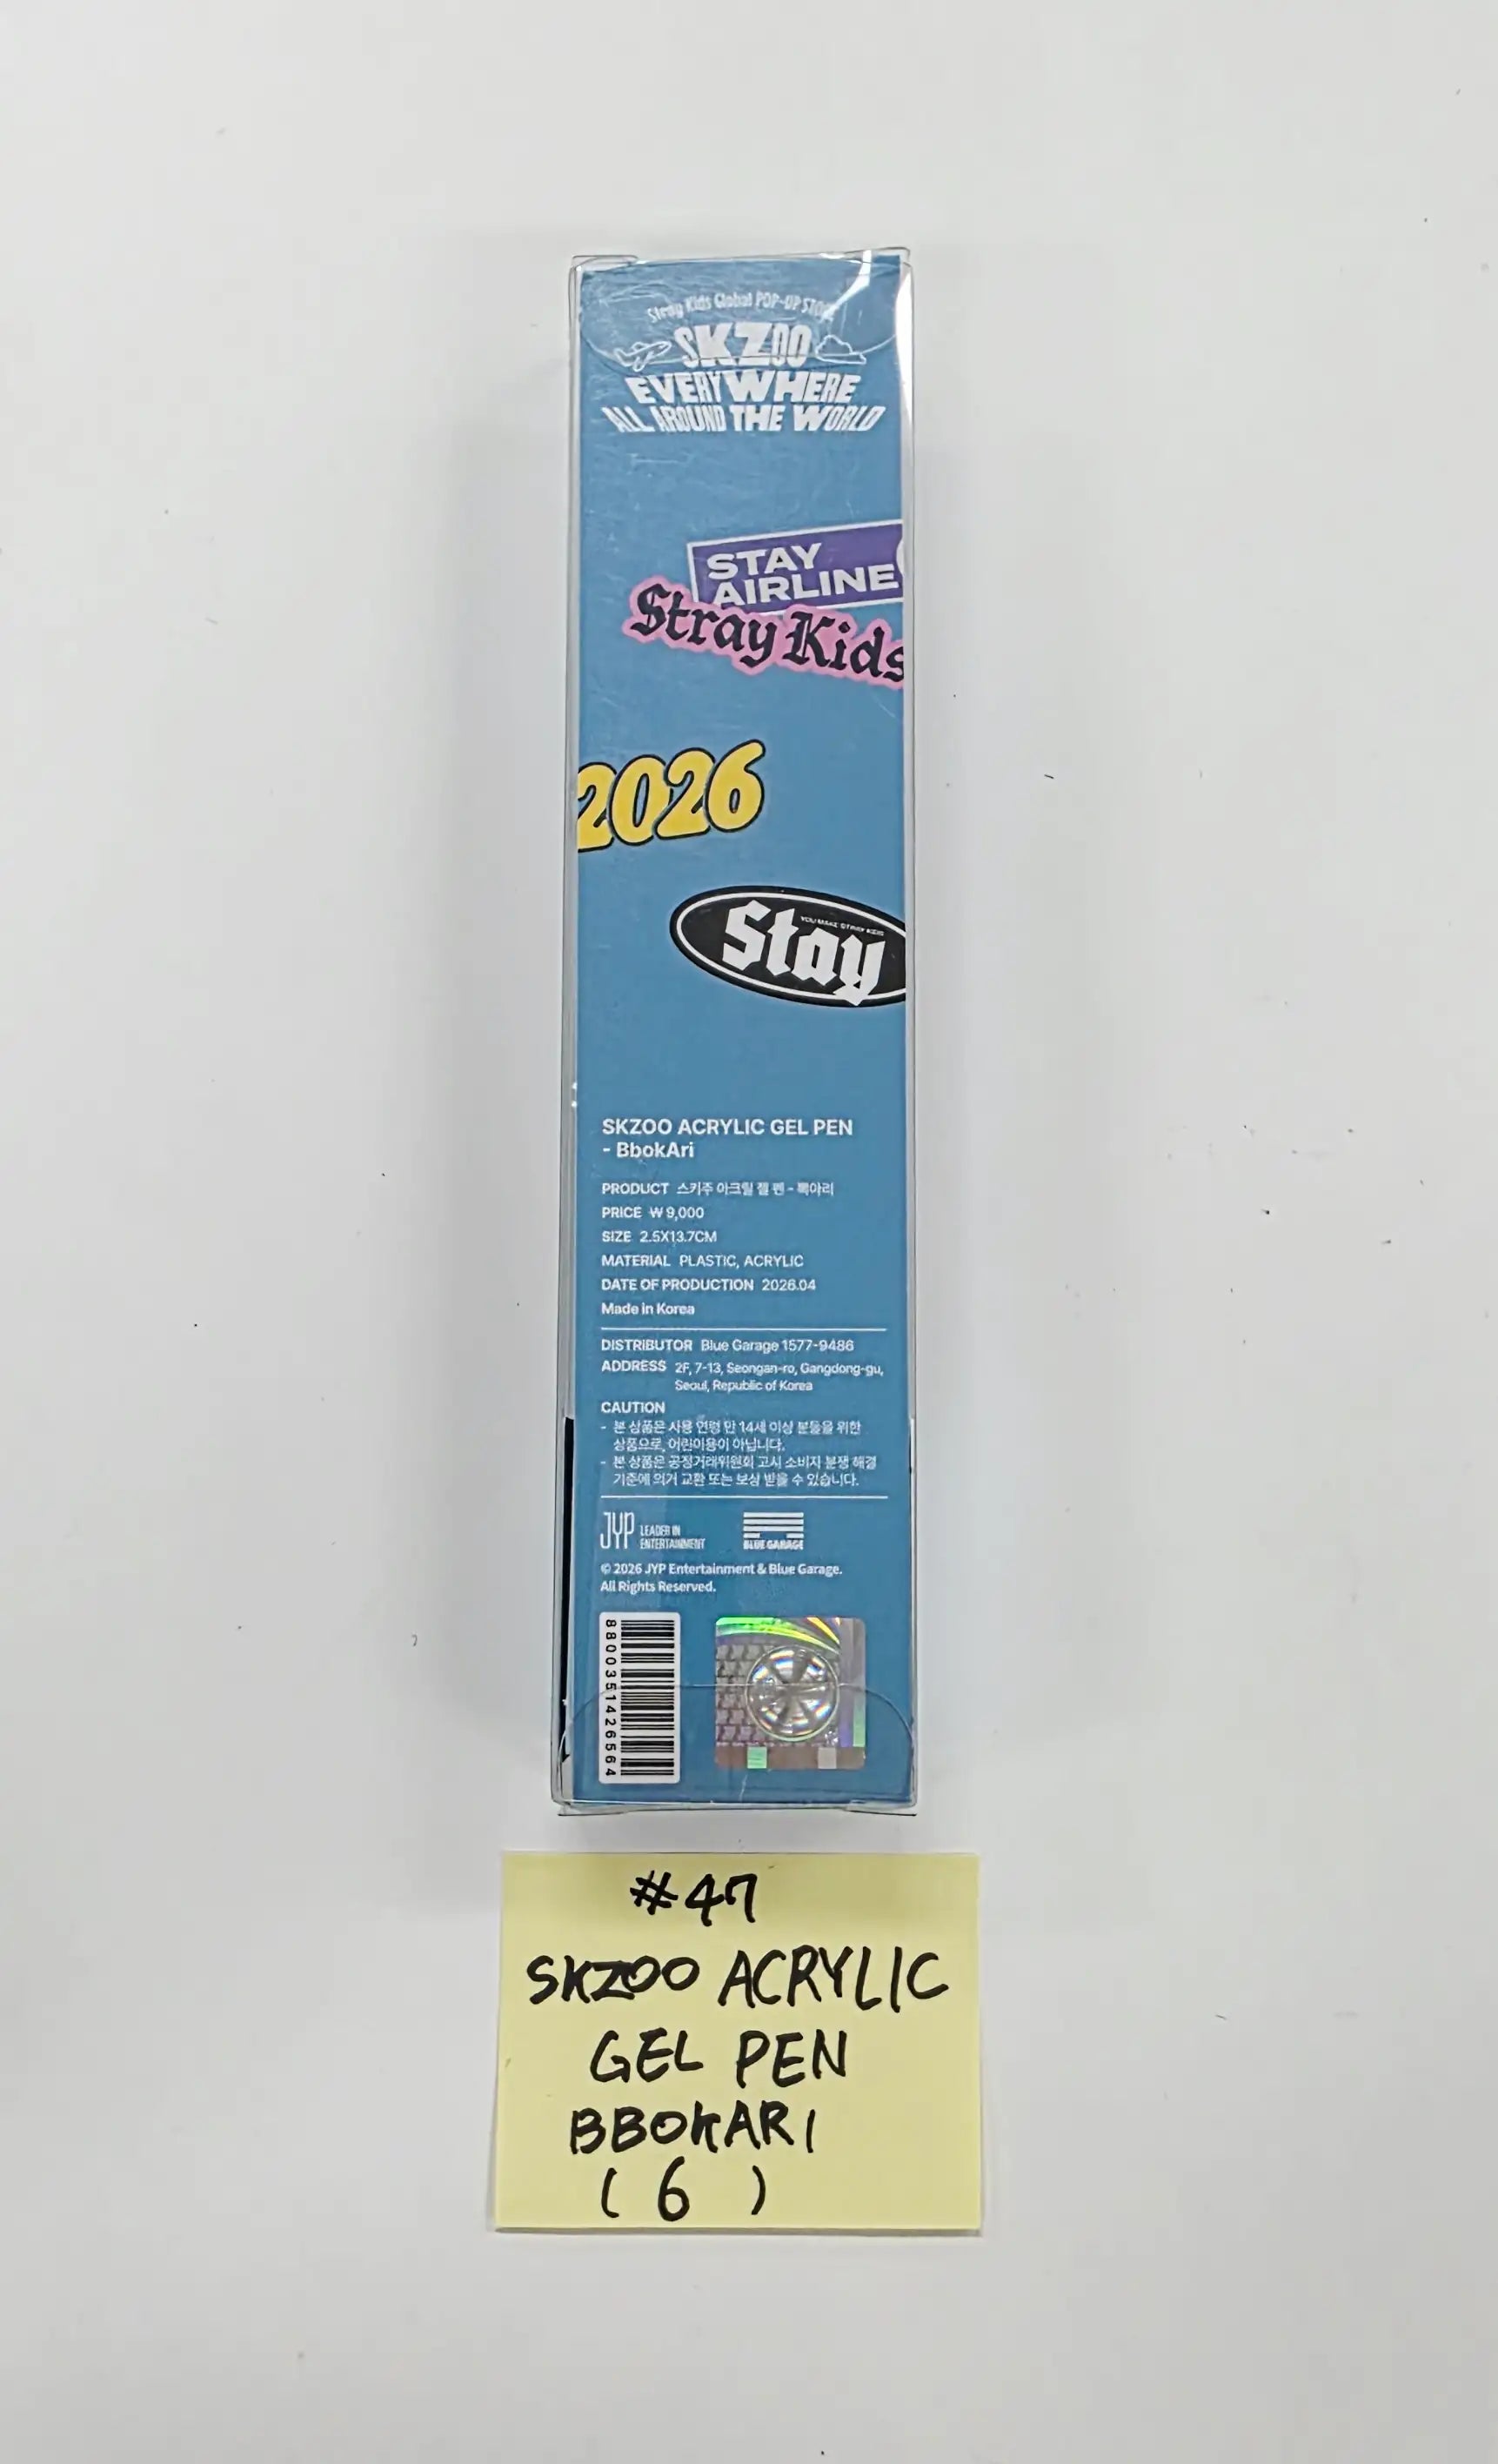 Stray Kids Global POP-UP STORE
SKZOO
EVERYWHERE
ALL AROUND THE WORLD
STAY
AIRLINE
Stray Kids
2026
YOU MAKE STRAY KIDS
Stay
SKZOO ACRYLIC GEL PEN
- BbokAri
PRODUCT 스키주 아크릴 젤 펜 - 뽁아리
PRICE ₩ 9,000
SIZE 2.5X13.7CM
MATERIAL PLASTIC, ACRYLIC
DATE OF PRODUCTION 2026.04
Made in Korea
DISTRIBUTOR Blue Garage 1577-9486
ADDRESS 2F, 7-13, Seongan-ro, Gangdong-gu,
Seoul, Republic of Korea
CAUTION
- 본 상품은 사용 연령 만 14세 이상 분들을 위한
상품으로, 어린이용이 아닙니다.
- 본 상품은 공정거래위원회 고시 소비자 분쟁 해결
기준에 의거 교환 또는 보상 받을 수 있습니다.
JYP LEADER IN
ENTERTAINMENT
BLUE GARAGE
© 2026 JYP Entertainment & Blue Garage.
All Rights Reserved.
8800351426564
#47
SKZOO ACRYLIC
GEL PEN
BBOKARI
( 6 )